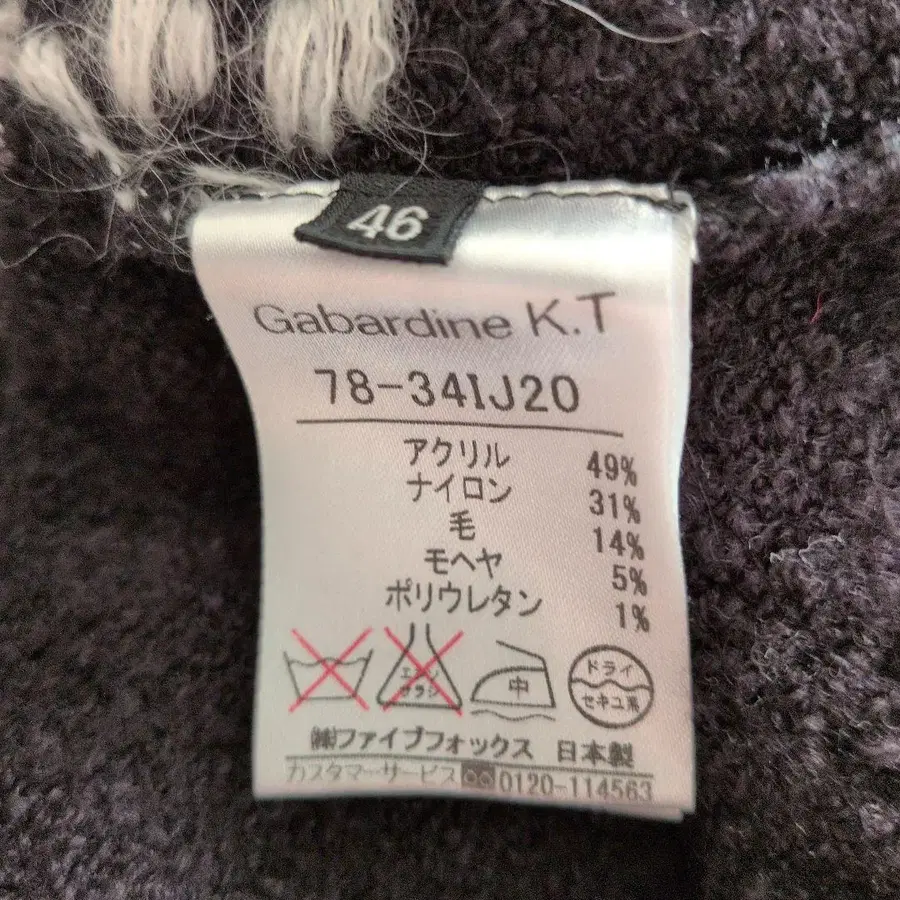 46
Gabardine K.T
78-34IJ20
アクリル 49%
ナイロン 31%
毛 14%
モヘヤ 5%
ポリウレタン 1%
エンソ
サラシ
中
ドライ
セキユ系
㈱ファイブフォックス 日本製
カスタマーサービス 0120-114563